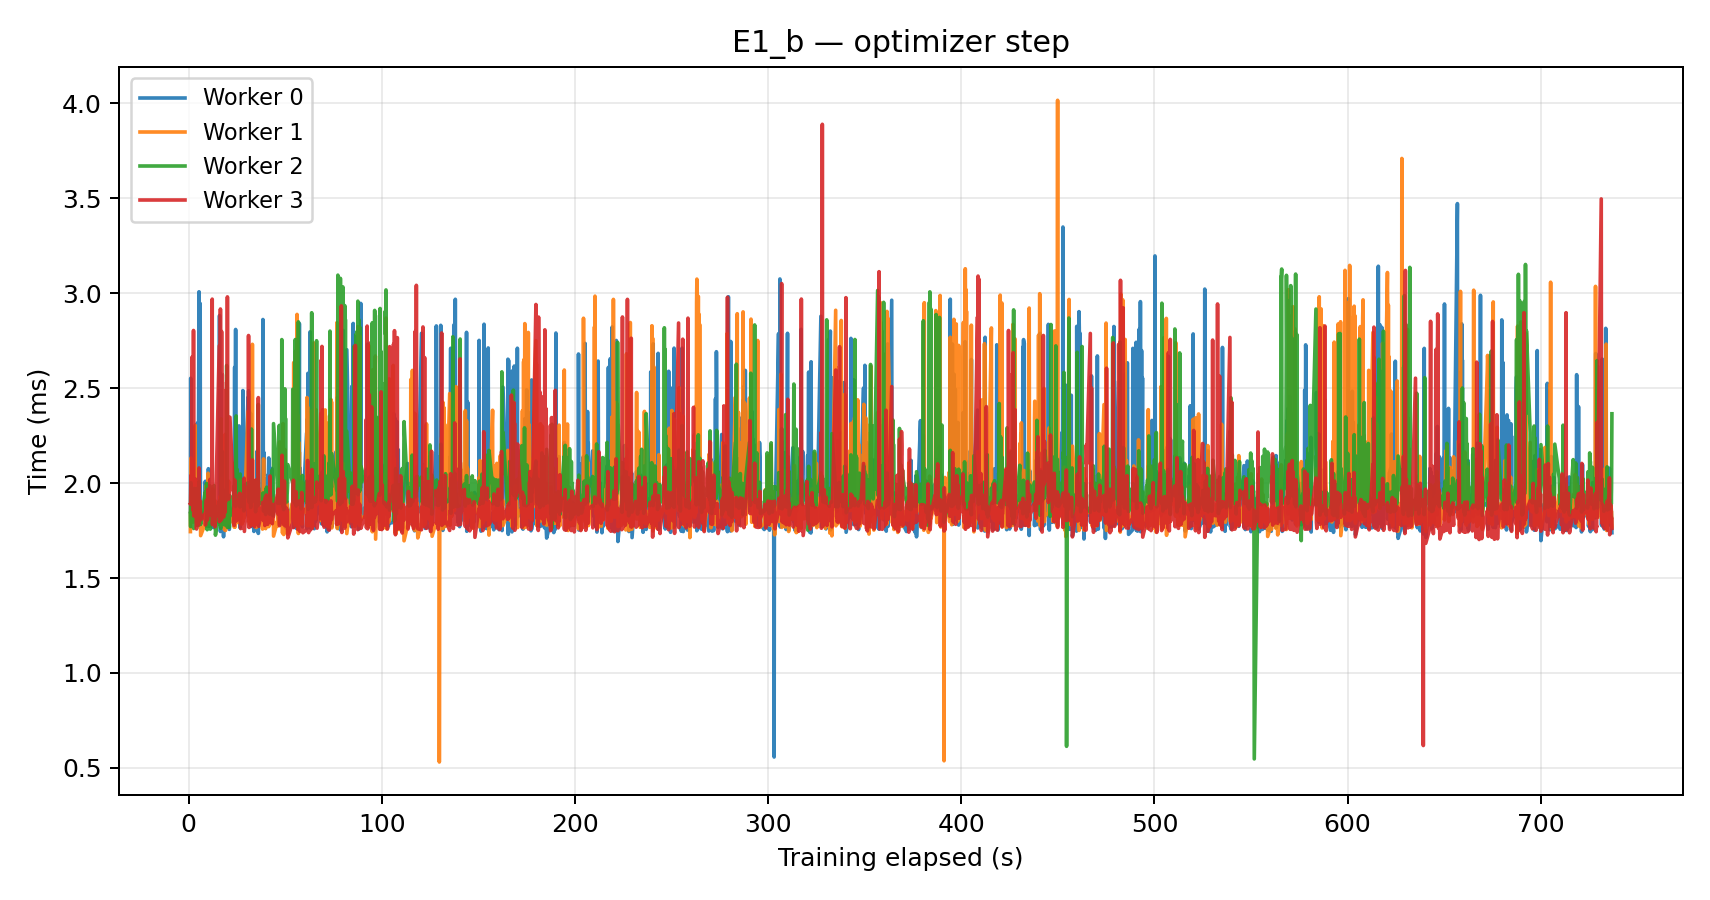 E1_b — optimizer step
Worker 0
Worker 1
Worker 2
Worker 3
Time (ms)
4.0
3.5
3.0
2.5
2.0
1.5
1.0
0.5
0
100
200
300
400
500
600
700
Training elapsed (s)